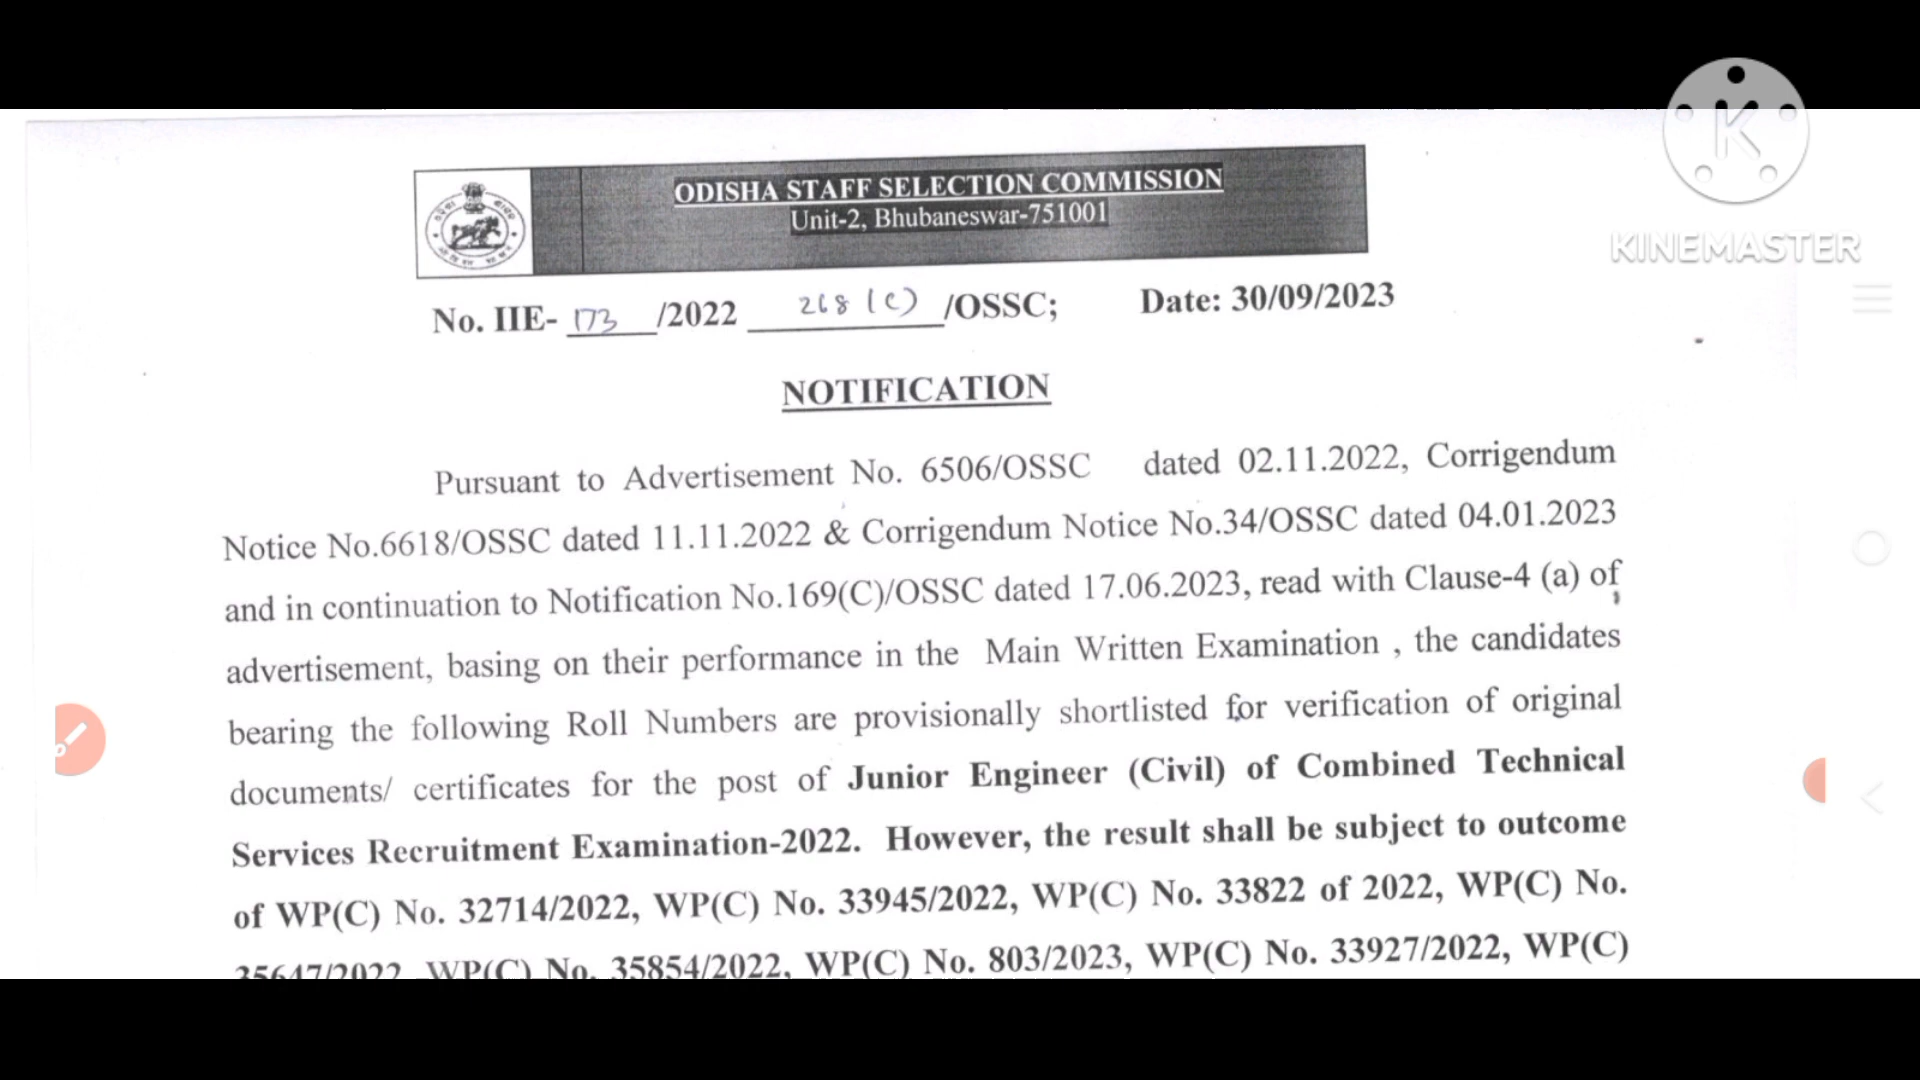 KINEMASTER
ODISHA STAFF SELECTION COMMISSION
Unit-2, Bhubaneswar-751001
No. IIE- 173 /2022 268 (C) /OSSC; Date: 30/09/2023
NOTIFICATION
Pursuant to Advertisement No. 6506/OSSC dated 02.11.2022, Corrigendum
Notice No.6618/OSSC dated 11.11.2022 & Corrigendum Notice No.34/OSSC dated 04.01.2023
and in continuation to Notification No.169(C)/OSSC dated 17.06.2023, read with Clause-4 (a) of
advertisement, basing on their performance in the Main Written Examination , the candidates
bearing the following Roll Numbers are provisionally shortlisted for verification of original
documents/ certificates for the post of Junior Engineer (Civil) of Combined Technical
Services Recruitment Examination-2022. However, the result shall be subject to outcome
of WP(C) No. 32714/2022, WP(C) No. 33945/2022, WP(C) No. 33822 of 2022, WP(C) No.
35647/2022, WP(C) No. 35854/2022, WP(C) No. 803/2023, WP(C) No. 33927/2022, WP(C)